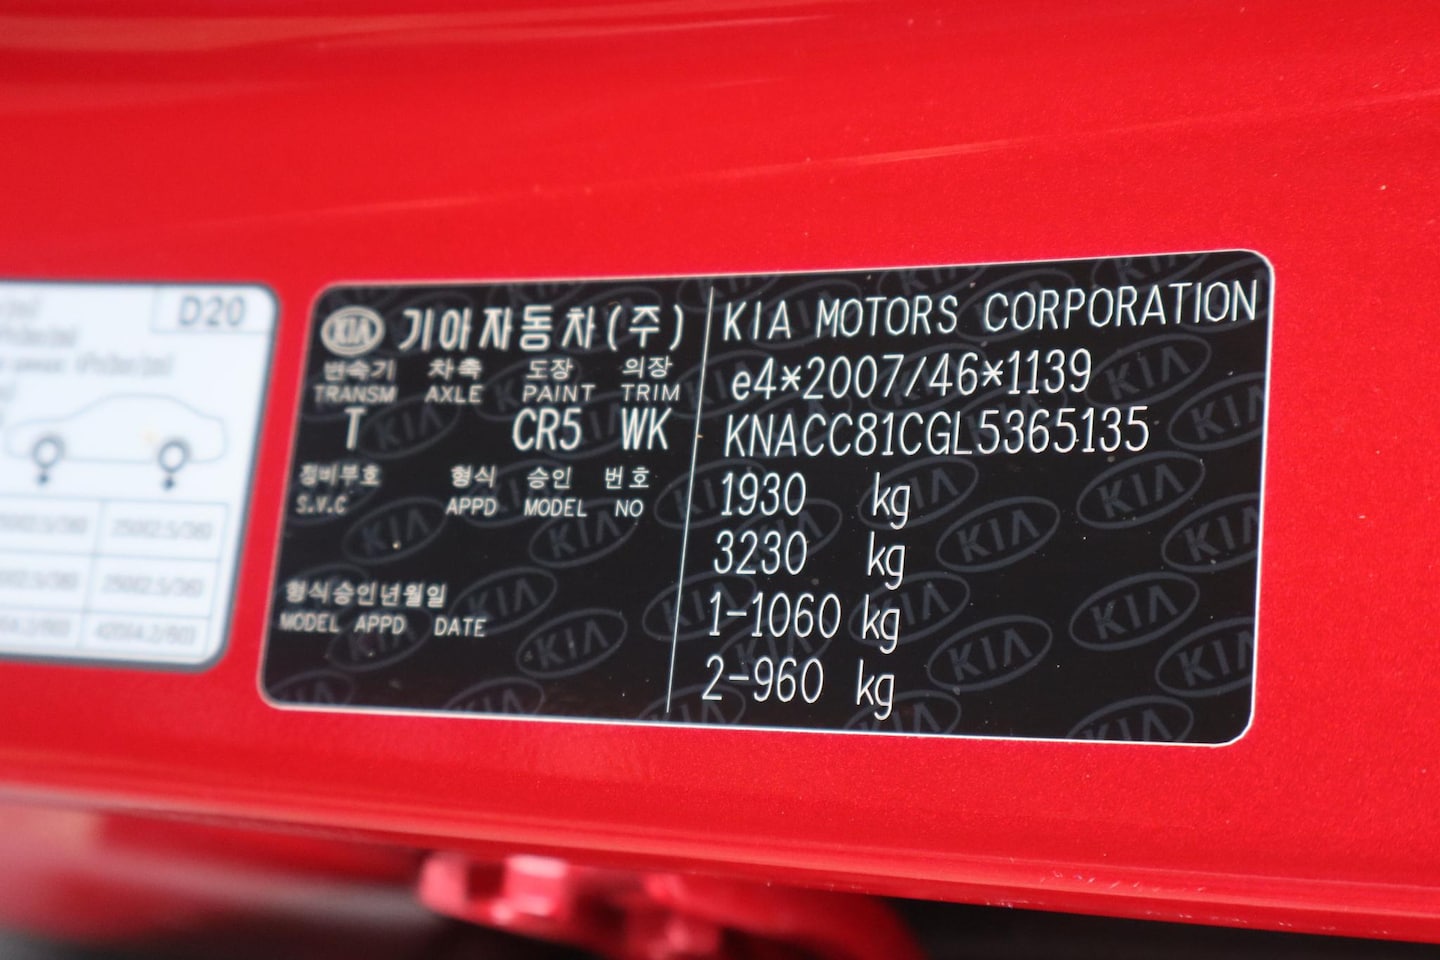 D20
KIA 기아자동차(주)
변속기 차축 도장 의장
TRANSM AXLE PAINT TRIM
T CR5 WK
정비부호 형식 승인 번호
S.V.C APPD MODEL NO
형식승인년월일
MODEL APPD DATE
KIA MOTORS CORPORATION
e4*2007/46*1139
KNACC81CGL5365135
1930 kg
3230 kg
1-1060 kg
2-960 kg